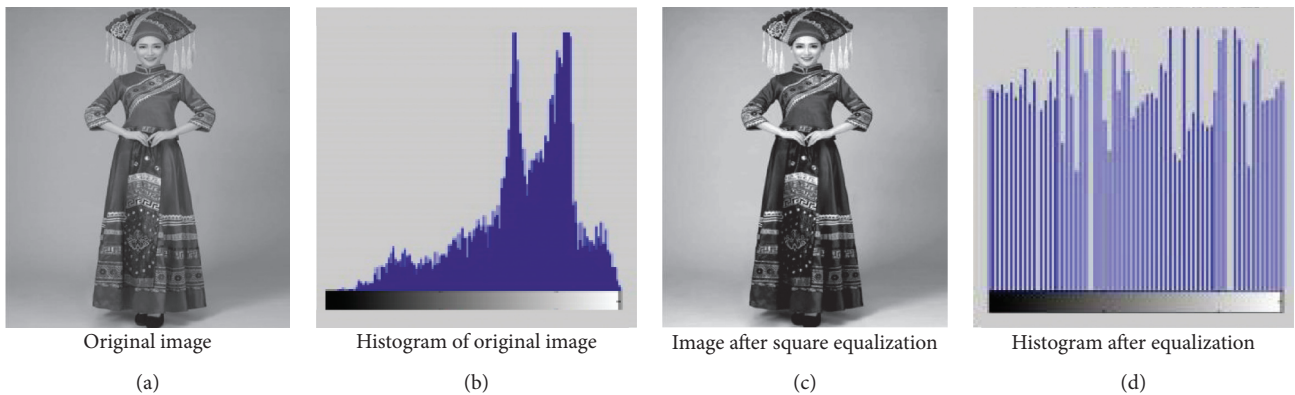 Original image
Histogram of original image
Image after square equalization
Histogram after equalization
(a)
(b)
(c)
(d)